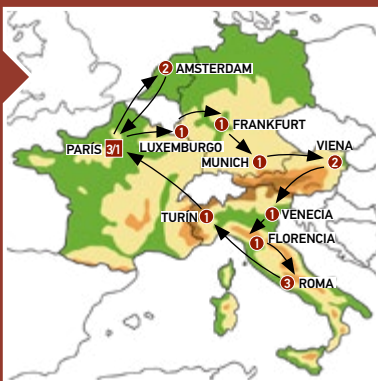 2 AMSTERDAM
1 FRANKFURT
PARÍS 3/1
1
LUXEMBURGO
MUNICH 1
VIENA
2
TURÍN 1
1 VENECIA
1 FLORENCIA
3 ROMA